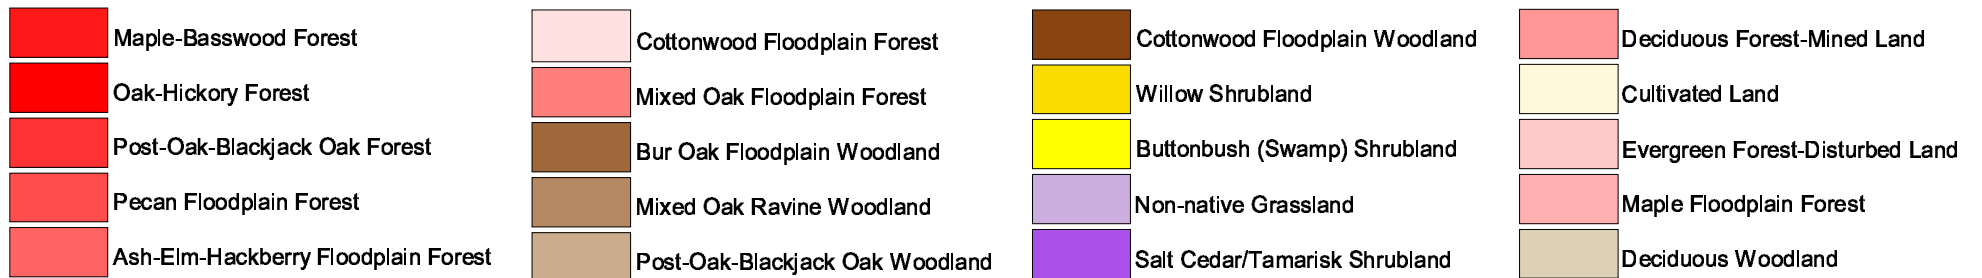 Maple-Basswood Forest
Oak-Hickory Forest
Post-Oak-Blackjack Oak Forest
Pecan Floodplain Forest
Ash-Elm-Hackberry Floodplain Forest
Cottonwood Floodplain Forest
Mixed Oak Floodplain Forest
Bur Oak Floodplain Woodland
Mixed Oak Ravine Woodland
Post-Oak-Blackjack Oak Woodland
Cottonwood Floodplain Woodland
Willow Shrubland
Buttonbush (Swamp) Shrubland
Non-native Grassland
Salt Cedar/Tamarisk Shrubland
Deciduous Forest-Mined Land
Cultivated Land
Evergreen Forest-Disturbed Land
Maple Floodplain Forest
Deciduous Woodland